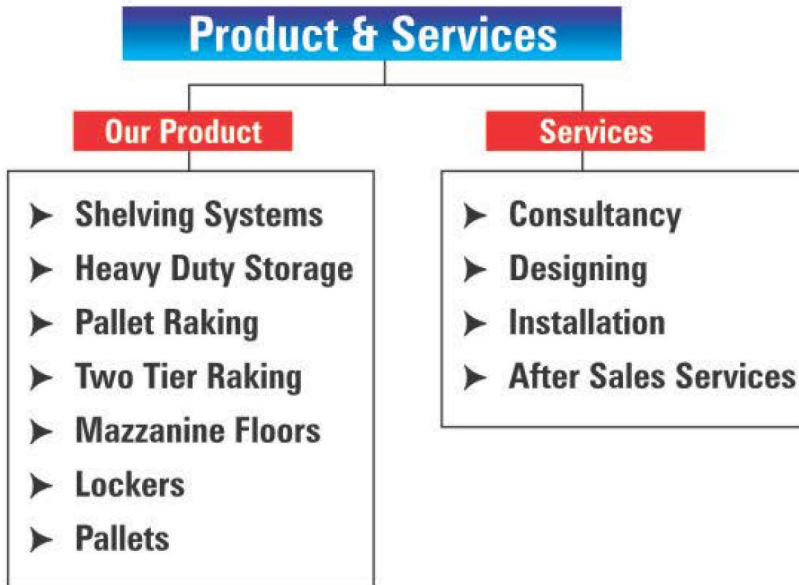 Product & Services
Our Product
Shelving Systems
Heavy Duty Storage
Pallet Raking
Two Tier Raking
Mazzanine Floors
Lockers
Pallets
Services
Consultancy
Designing
Installation
After Sales Services